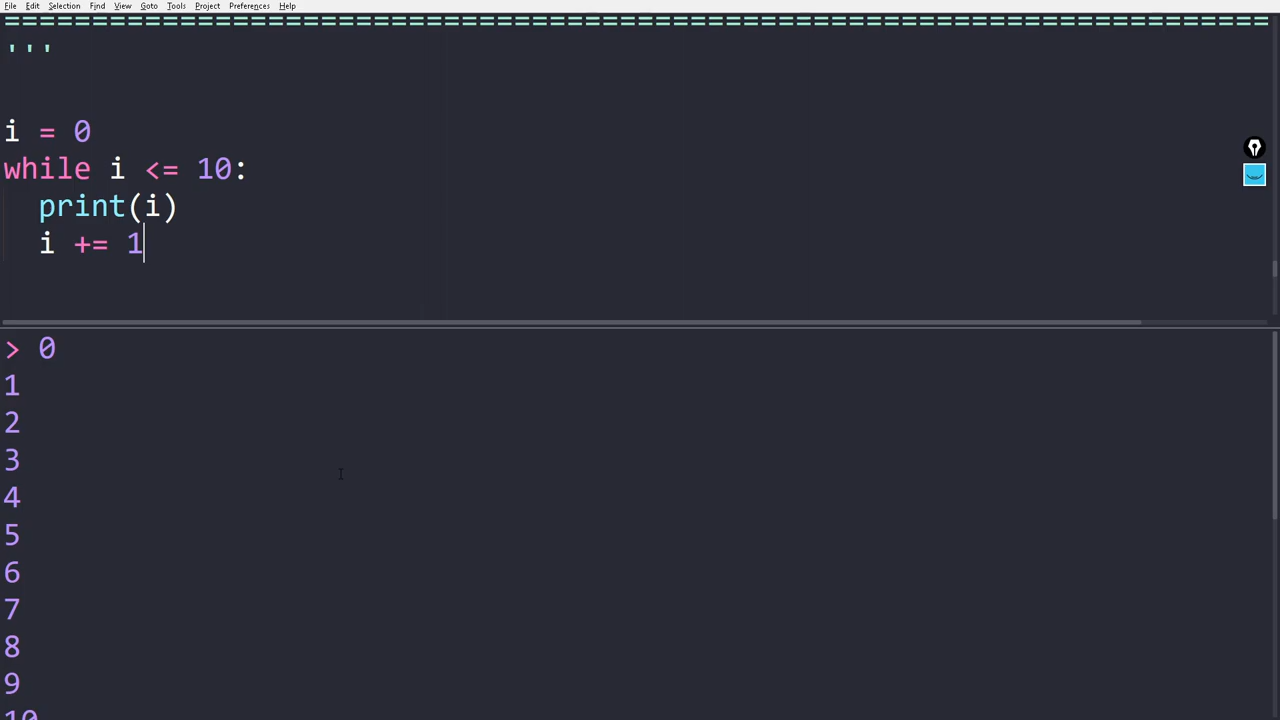 File Edit Selection Find View Goto Tools Project Preferences Help
========================================================================
'''
i = 0
while i <= 10:
  print(i)
  i += 1
> 0
1
2
3
4
5
6
7
8
9
10